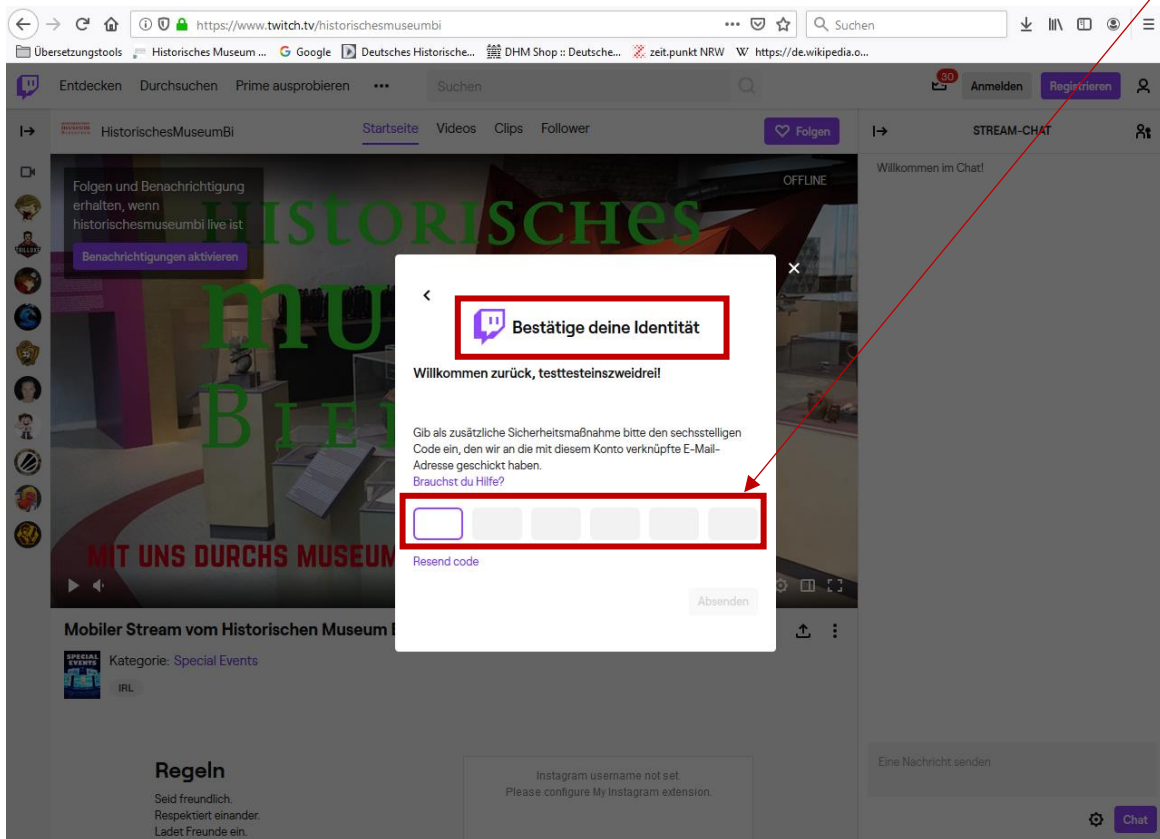 https://www.twitch.tv/historischesmuseumbi
Suchen
Übersetzungstools
Historisches Museum ...
Google
Deutsches Historische...
DHM Shop :: Deutsche...
zeit.punkt NRW
W https://de.wikipedia.o...
Entdecken Durchsuchen Prime ausprobieren
Suchen
30
Anmelden
Registrieren
HistorischesMuseumBi
Startseite Videos Clips Follower
Folgen
STREAM-CHAT
Willkommen im Chat!
Folgen und Benachrichtigung
erhalten, wenn
historischesmuseumbi live ist
Benachrichtigungen aktivieren
OFFLINE
HISTORISCHES
MU
BIE
MIT UNS DURCHS MUSEUM
Bestätige deine Identität
Willkommen zurück, testtesteinszweidrei!
Gib als zusätzliche Sicherheitsmaßnahme bitte den sechsstelligen
Code ein, den wir an die mit diesem Konto verknüpfte E-Mail-
Adresse geschickt haben.
Brauchst du Hilfe?
Resend code
Absenden
Mobiler Stream vom Historischen Museum
SPECIAL
EVENTS
Kategorie: Special Events
IRL
Regeln
Seid freundlich.
Respektiert einander.
Ladet Freunde ein.
Instagram username not set.
Please configure My Instagram extension.
Eine Nachricht senden
Chat